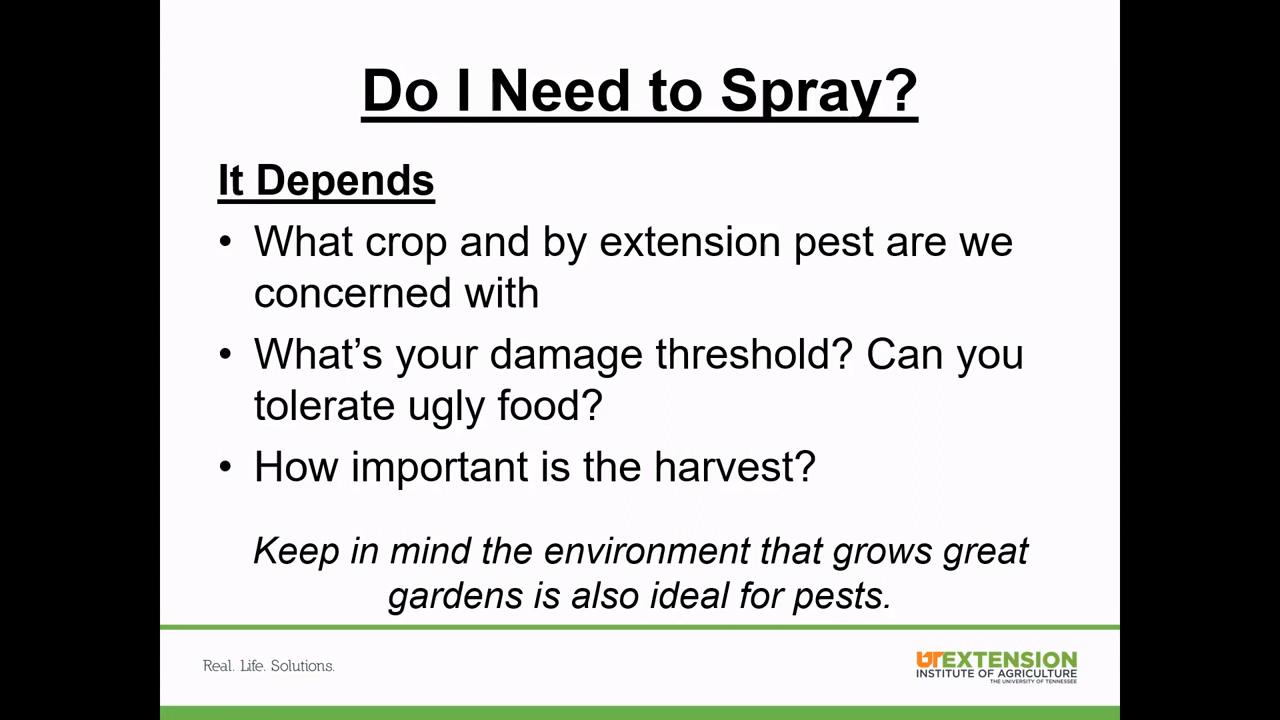 Do I Need to Spray?
It Depends
• What crop and by extension pest are we
concerned with
• What’s your damage threshold? Can you
tolerate ugly food?
• How important is the harvest?
Keep in mind the environment that grows great
gardens is also ideal for pests.
Real. Life. Solutions.
UTEXTENSION
INSTITUTE OF AGRICULTURE
THE UNIVERSITY OF TENNESSEE